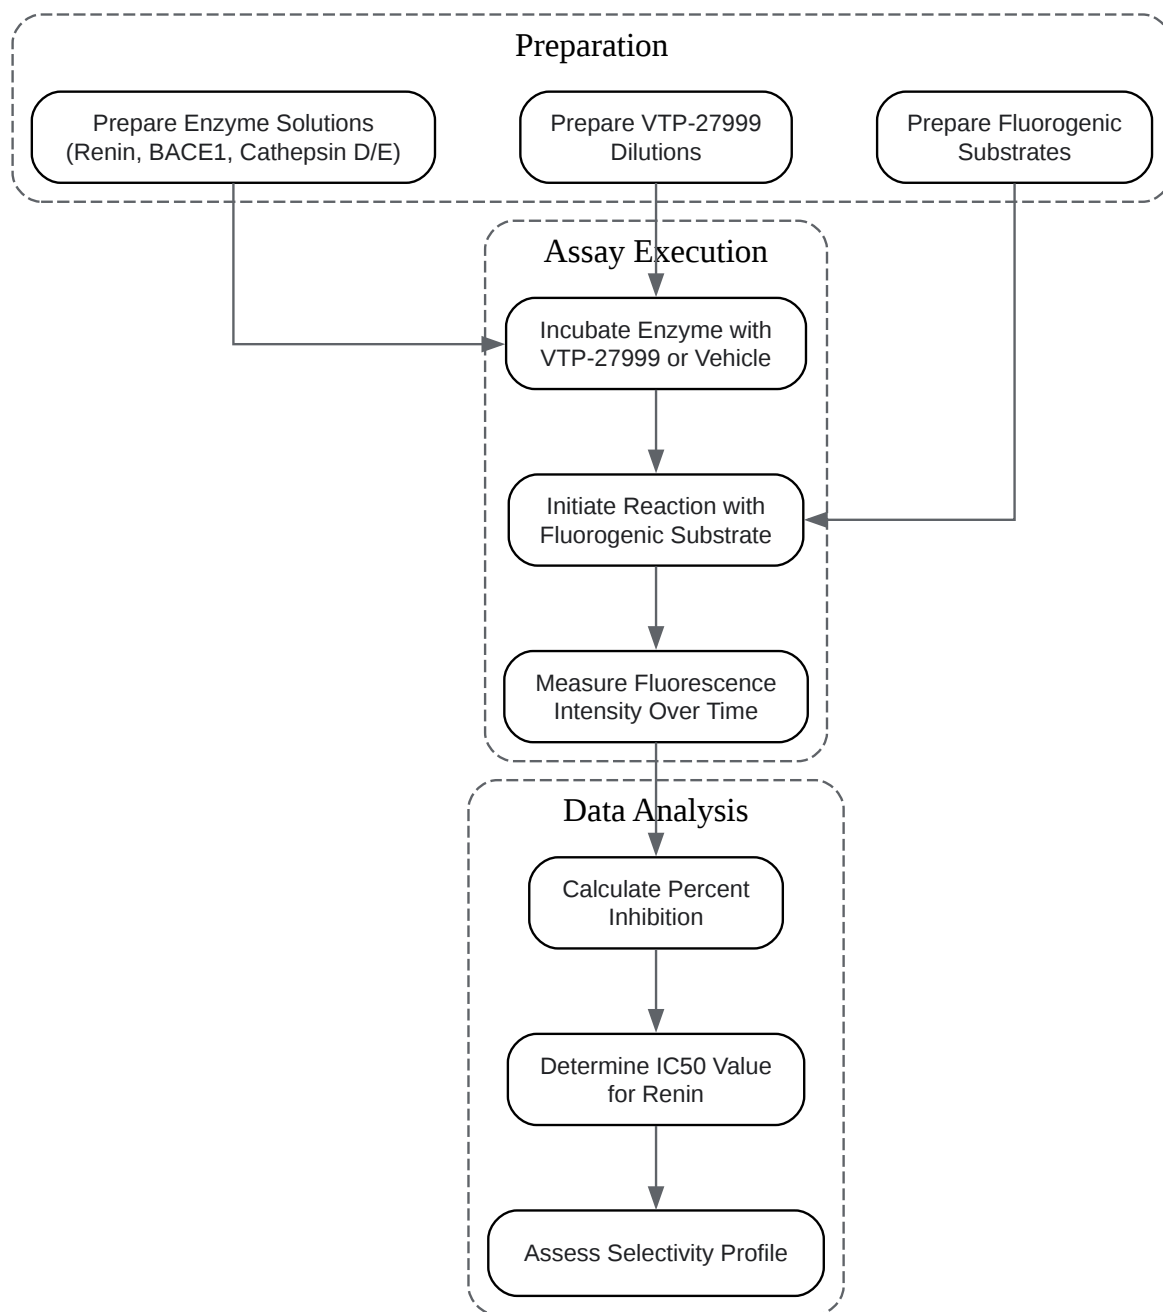 Preparation
Prepare Enzyme Solutions
(Renin, BACE1, Cathepsin D/E)
Prepare VTP-27999
Dilutions
Prepare Fluorogenic
Substrates
Assay Execution
Incubate Enzyme with
VTP-27999 or Vehicle
Initiate Reaction with
Fluorogenic Substrate
Measure Fluorescence
Intensity Over Time
Data Analysis
Calculate Percent
Inhibition
Determine IC50 Value
for Renin
Assess Selectivity Profile